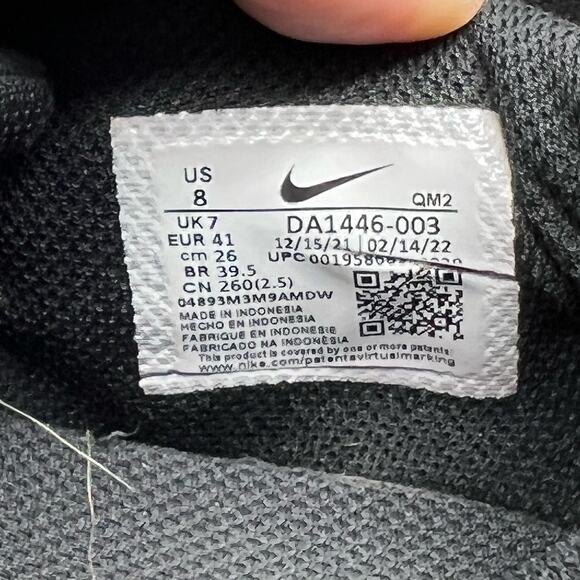 US
8
QM2
UK 7
DA1446-003
EUR 41
12/15/21 | 02/14/22
cm 26
BR 39.5
CN 260(2.5)
04893M3M9AMDW
MADE IN INDONESIA
HECHO EN INDONESIA
FABRIQUE EN INDONESIE
FABRICADO NA INDONÉSIA
This product is covered by one or more patents
www.nike.com/patentsvirtualmarking